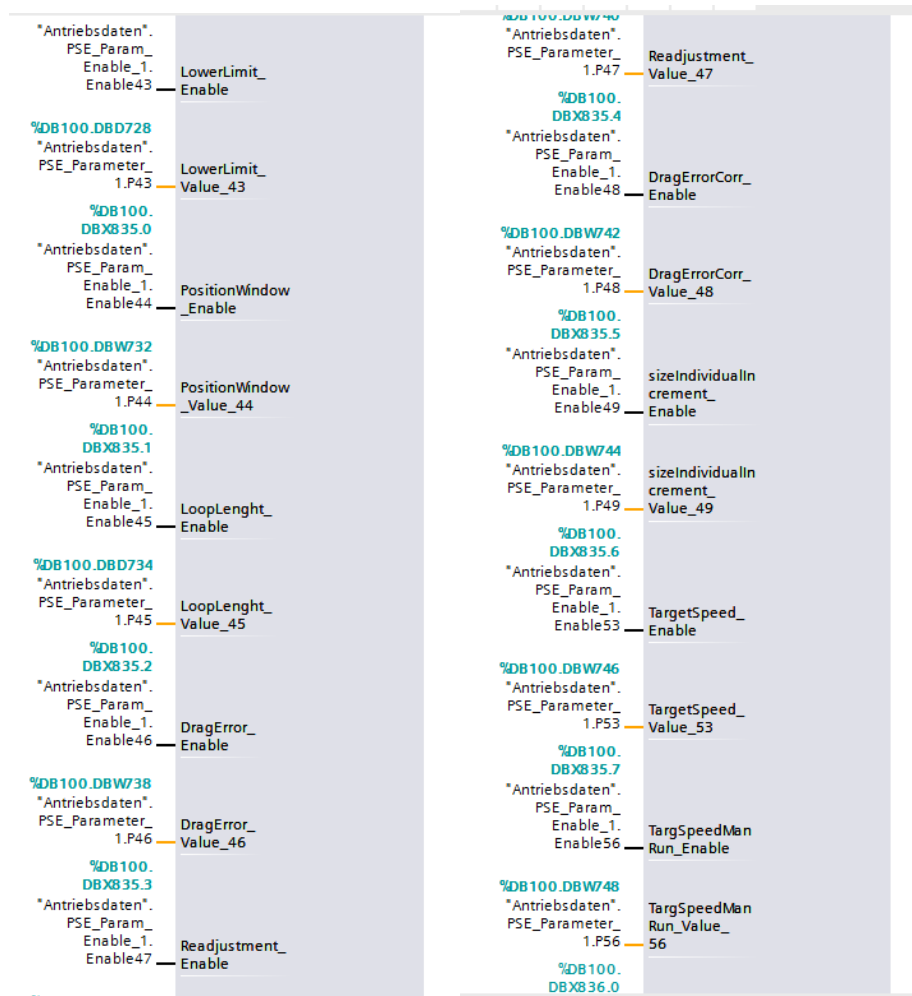 "Antriebsdaten".
PSE_Param_
Enable_1.
Enable43
LowerLimit_
Enable
%DB100.DBD728
"Antriebsdaten".
PSE_Parameter_
1.P43
LowerLimit_
Value_43
%DB100.
DBX835.0
"Antriebsdaten".
PSE_Param_
Enable_1.
Enable44
PositionWindow
_Enable
%DB100.DBW732
"Antriebsdaten".
PSE_Parameter_
1.P44
PositionWindow
_Value_44
%DB100.
DBX835.1
"Antriebsdaten".
PSE_Param_
Enable_1.
Enable45
LoopLenght_
Enable
%DB100.DBD734
"Antriebsdaten".
PSE_Parameter_
1.P45
LoopLenght_
Value_45
%DB100.
DBX835.2
"Antriebsdaten".
PSE_Param_
Enable_1.
Enable46
DragError_
Enable
%DB100.DBW738
"Antriebsdaten".
PSE_Parameter_
1.P46
DragError_
Value_46
%DB100.
DBX835.3
"Antriebsdaten".
PSE_Param_
Enable_1.
Enable47
Readjustment_
Enable
%DB100.DBW740
"Antriebsdaten".
PSE_Parameter_
1.P47
Readjustment_
Value_47
%DB100.
DBX835.4
"Antriebsdaten".
PSE_Param_
Enable_1.
Enable48
DragErrorCorr_
Enable
%DB100.DBW742
"Antriebsdaten".
PSE_Parameter_
1.P48
DragErrorCorr_
Value_48
%DB100.
DBX835.5
"Antriebsdaten".
PSE_Param_
Enable_1.
Enable49
sizeIndividualIn
crement_
Enable
%DB100.DBW744
"Antriebsdaten".
PSE_Parameter_
1.P49
sizeIndividualIn
crement_
Value_49
%DB100.
DBX835.6
"Antriebsdaten".
PSE_Param_
Enable_1.
Enable53
TargetSpeed_
Enable
%DB100.DBW746
"Antriebsdaten".
PSE_Parameter_
1.P53
TargetSpeed_
Value_53
%DB100.
DBX835.7
"Antriebsdaten".
PSE_Param_
Enable_1.
Enable56
TargSpeedMan
Run_Enable
%DB100.DBW748
"Antriebsdaten".
PSE_Parameter_
1.P56
TargSpeedMan
Run_Value_
56
%DB100.
DBX836.0